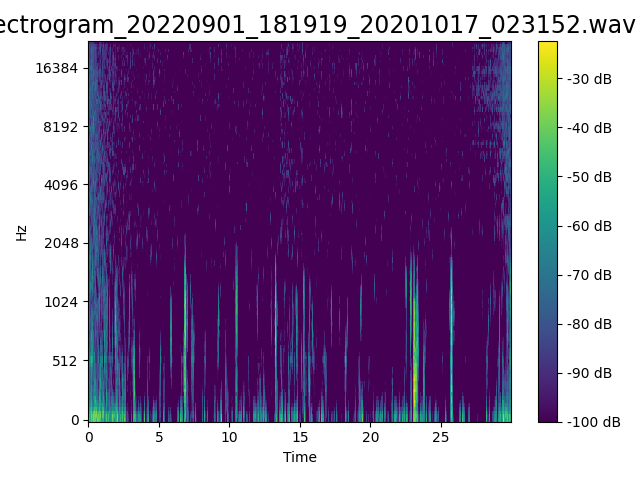 ectrogram_20220901_181919_20201017_023152.wav
16384
8192
4096
2048
1024
512
0
Hz
0 5 10 15 20 25
Time
-30 dB
-40 dB
-50 dB
-60 dB
-70 dB
-80 dB
-90 dB
-100 dB